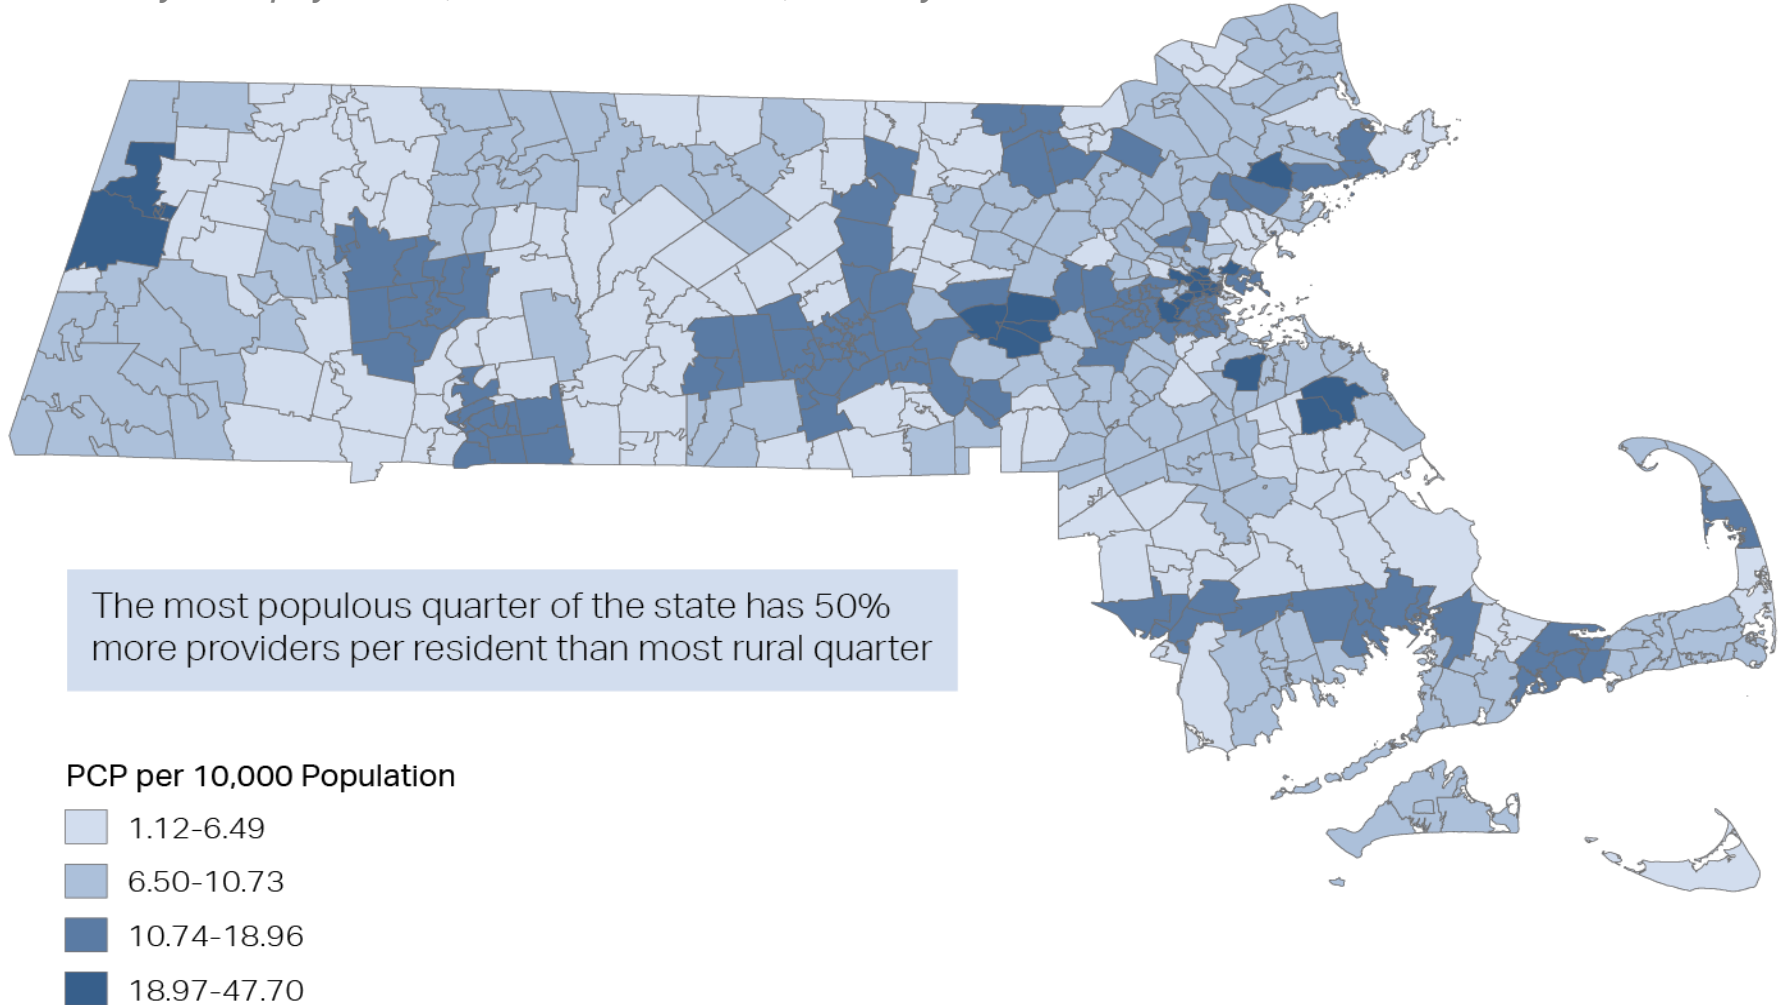 The most populous quarter of the state has 50%
more providers per resident than most rural quarter
PCP per 10,000 Population
1.12-6.49
6.50-10.73
10.74-18.96
18.97-47.70